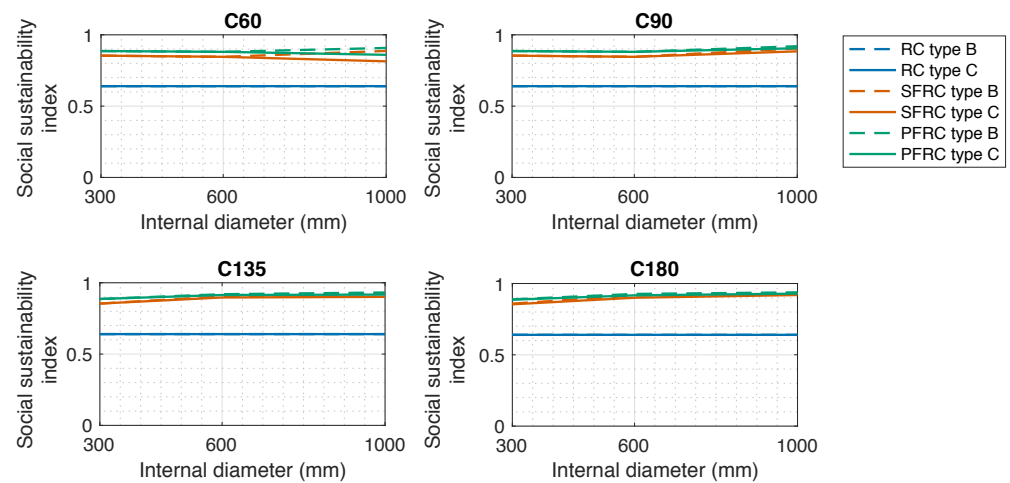 C60
Social sustainability
index
1
0.5
0
300
600
1000
Internal diameter (mm)
C90
Social sustainability
index
1
0.5
0
300
600
1000
Internal diameter (mm)
RC type B
RC type C
SFRC type B
SFRC type C
PFRC type B
PFRC type C
C135
Social sustainability
index
1
0.5
0
300
600
1000
Internal diameter (mm)
C180
Social sustainability
index
1
0.5
0
300
600
1000
Internal diameter (mm)